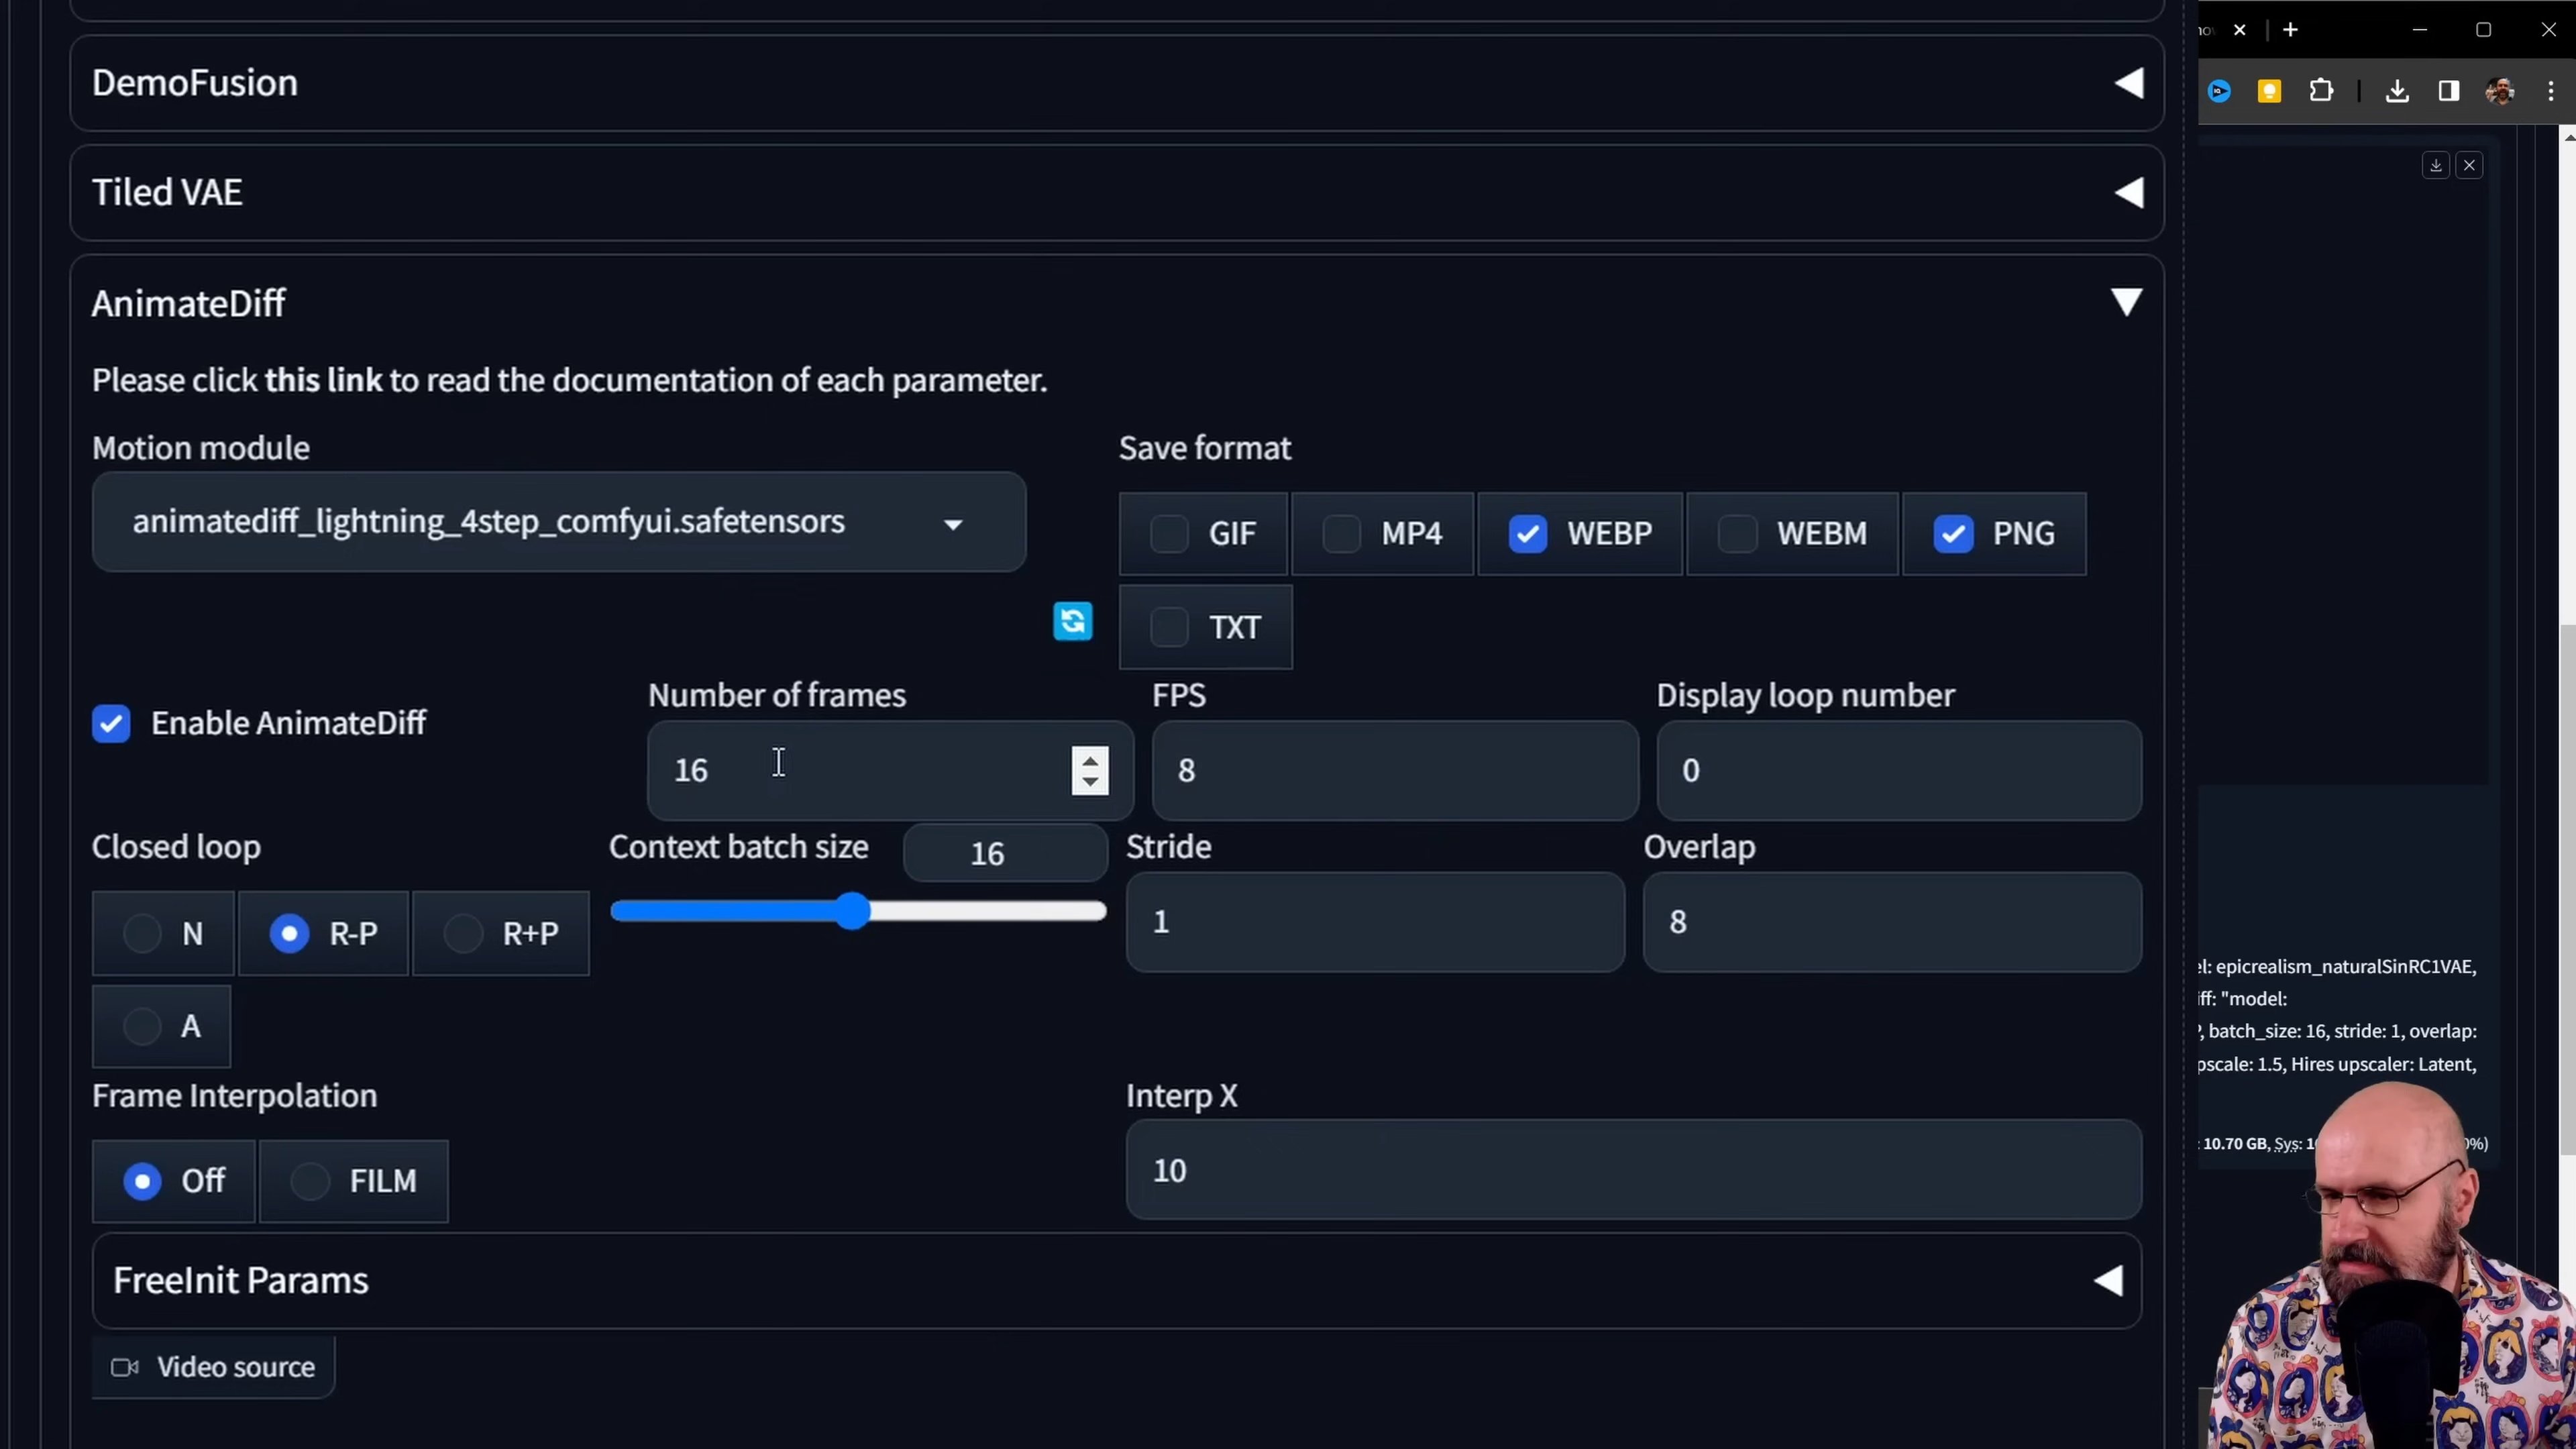 DemoFusion
Tiled VAE
AnimateDiff
Please click this link to read the documentation of each parameter.
Motion module
Save format
animatediff_lightning_4step_comfyui.safetensors
GIF
MP4
WEBP
WEBM
PNG
TXT
Enable AnimateDiff
Number of frames
FPS
Display loop number
16
8
0
Closed loop
Context batch size
16
Stride
Overlap
N
R-P
R+P
1
8
A
Frame Interpolation
Interp X
Off
FILM
10
FreeInit Params
Video source
el: epicrealism_naturalSinRC1VAE,
iff: "model:
batch_size: 16, stride: 1, overlap:
pscale: 1.5, Hires upscaler: Latent,
: 10.70 GB, Sys:
%)